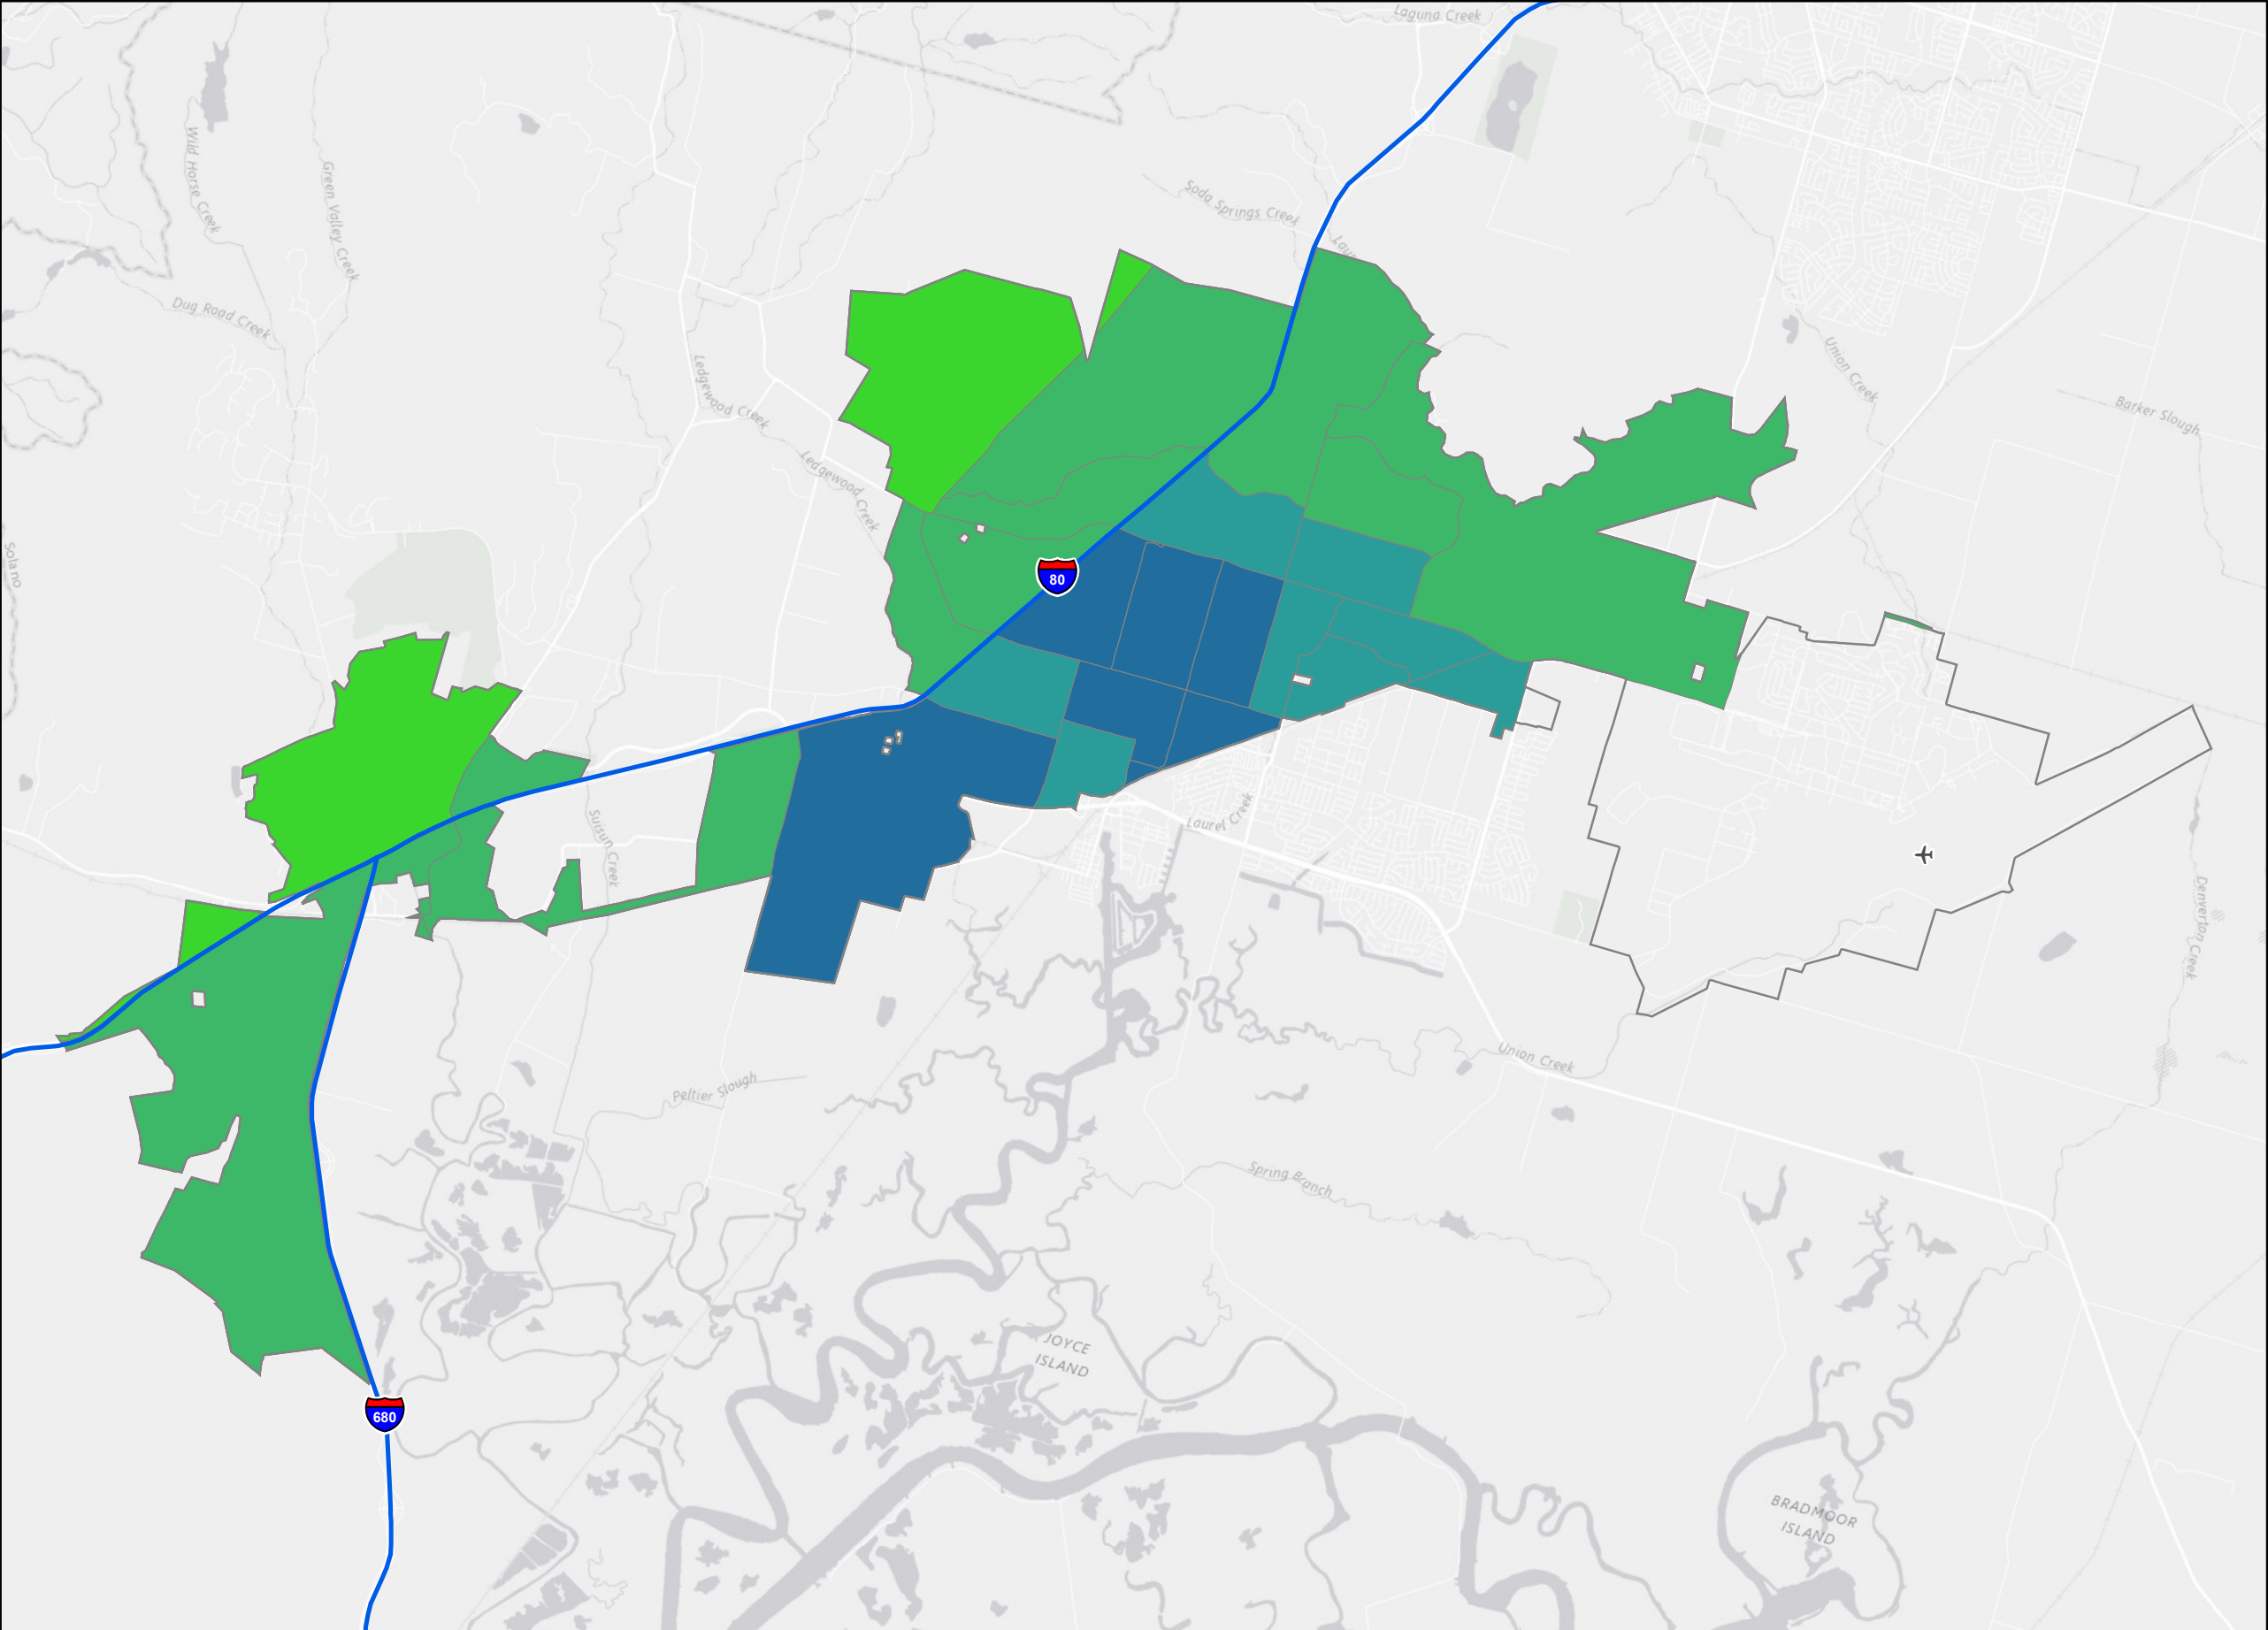 Laguna Creek
Wild Horse Creek
Green Valley Creek
Soda Springs Creek
Lau
Dug Road Creek
Union Creek
Ledgewood Creek
Barker Slough
Ledgewood Creek
Solano
80
Suisun Creek
Laurel Creek
Denverton Creek
Union Creek
Peltier Slough
Spring Branch
JOYCE
ISLAND
680
BRADMOOR
ISLAND